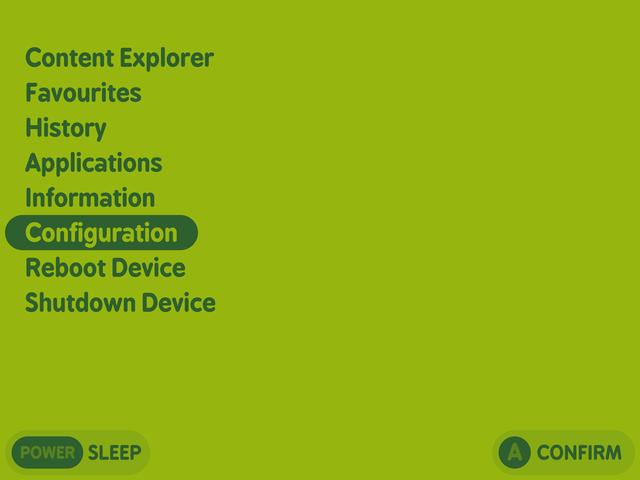 Content Explorer
Favourites
History
Applications
Information
Configuration
Reboot Device
Shutdown Device
POWER SLEEP
A CONFIRM